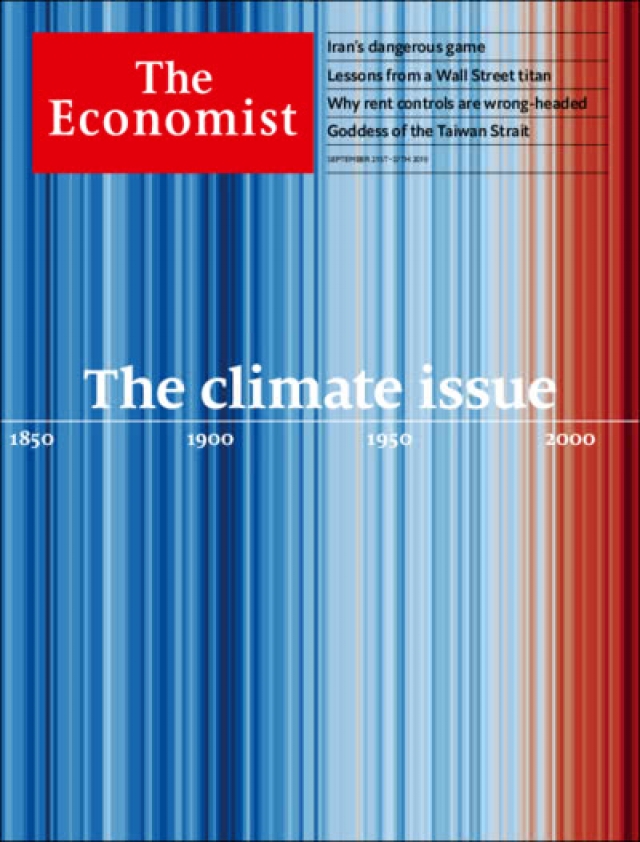 The
Economist
Iran's dangerous game
Lessons from a Wall Street titan
Why rent controls are wrong-headed
Goddess of the Taiwan Strait
SEPTEMBER 21ST–27TH 2019
The climate issue
1850 1900 1950 2000